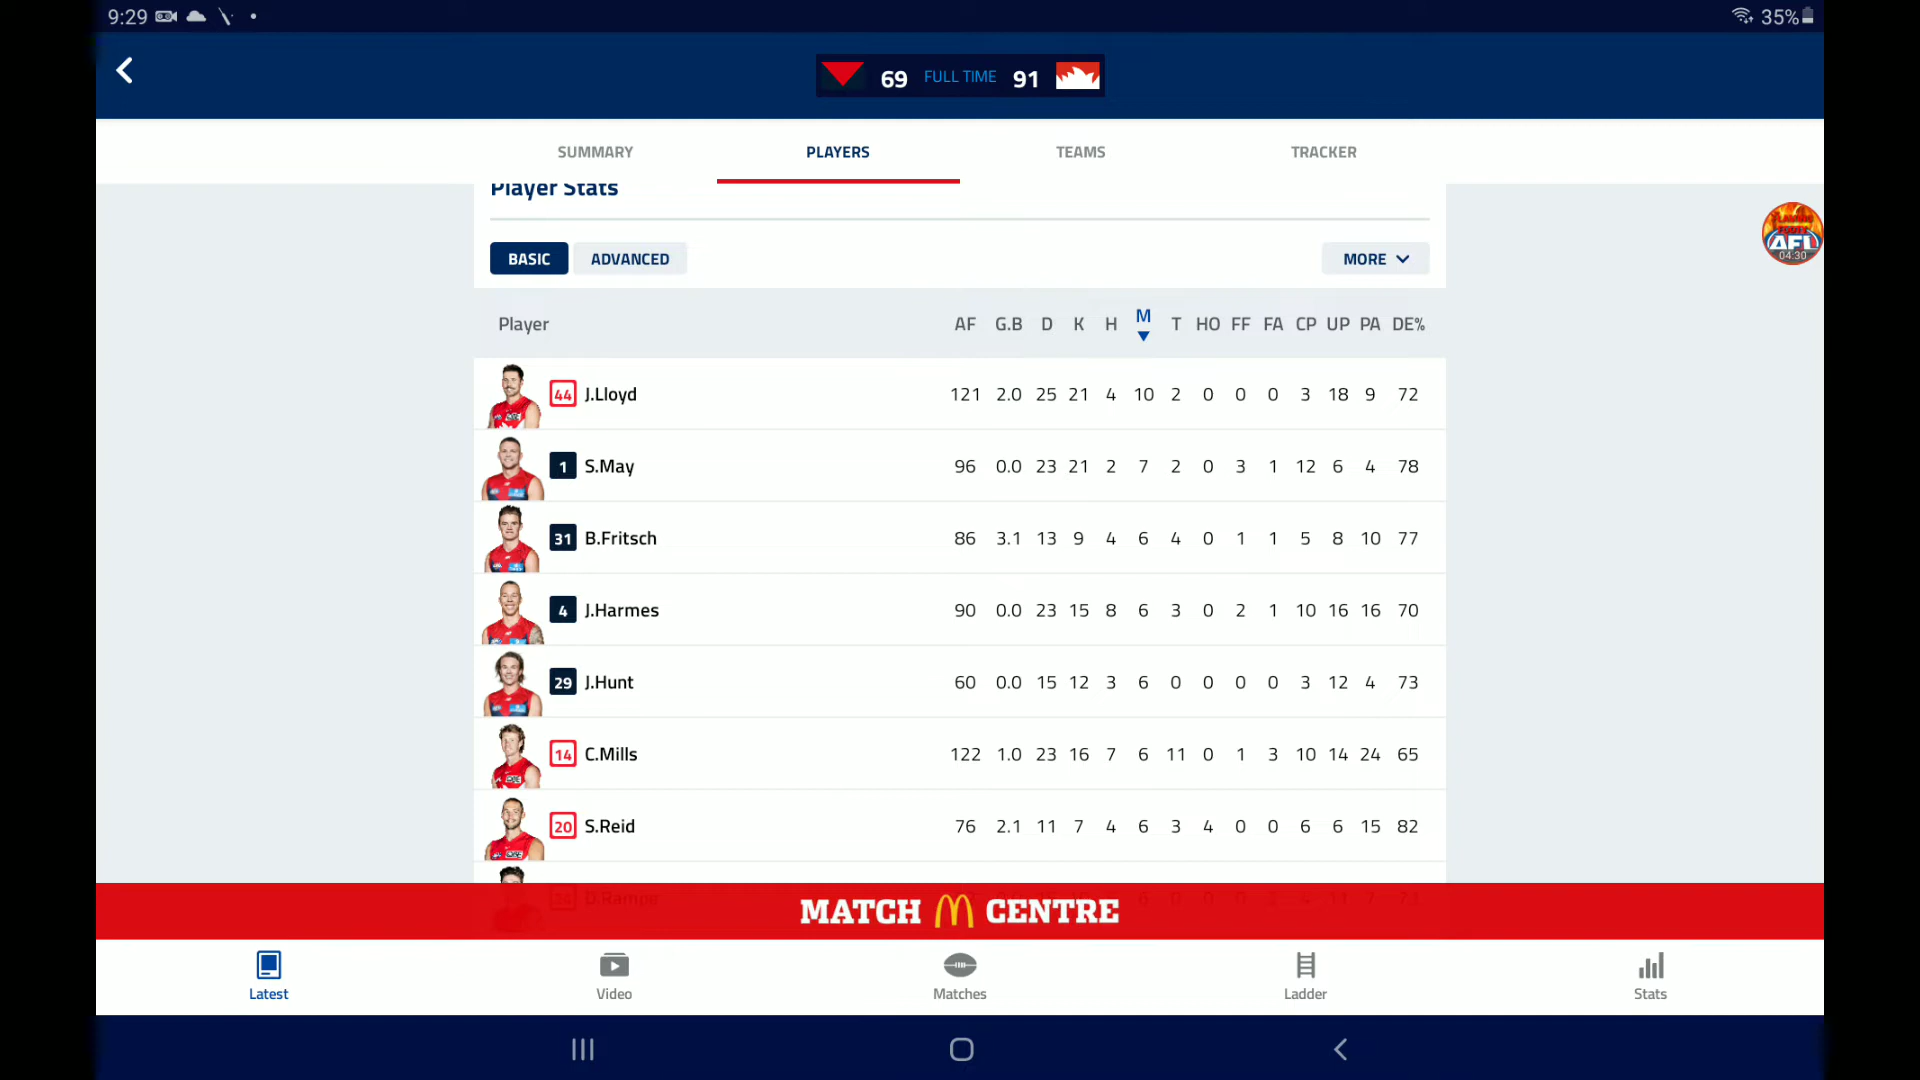 9:29 35%
69 FULL TIME 91
SUMMARY PLAYERS TEAMS TRACKER
Player Stats
BASIC ADVANCED MORE
AFL
04:30
Player AF G.B D K H M T HO FF FA CP UP PA DE%
44 J.Lloyd 121 2.0 25 21 4 10 2 0 0 0 3 18 9 72
1 S.May 96 0.0 23 21 2 7 2 0 3 1 12 6 4 78
31 B.Fritsch 86 3.1 13 9 4 6 4 0 1 1 5 8 10 77
4 J.Harmes 90 0.0 23 15 8 6 3 0 2 1 10 16 16 70
29 J.Hunt 60 0.0 15 12 3 6 0 0 0 0 3 12 4 73
14 C.Mills 122 1.0 23 16 7 6 11 0 1 3 10 14 24 65
20 S.Reid 76 2.1 11 7 4 6 3 4 0 0 6 6 15 82
D.Rampe
MATCH CENTRE
Latest Video Matches Ladder Stats